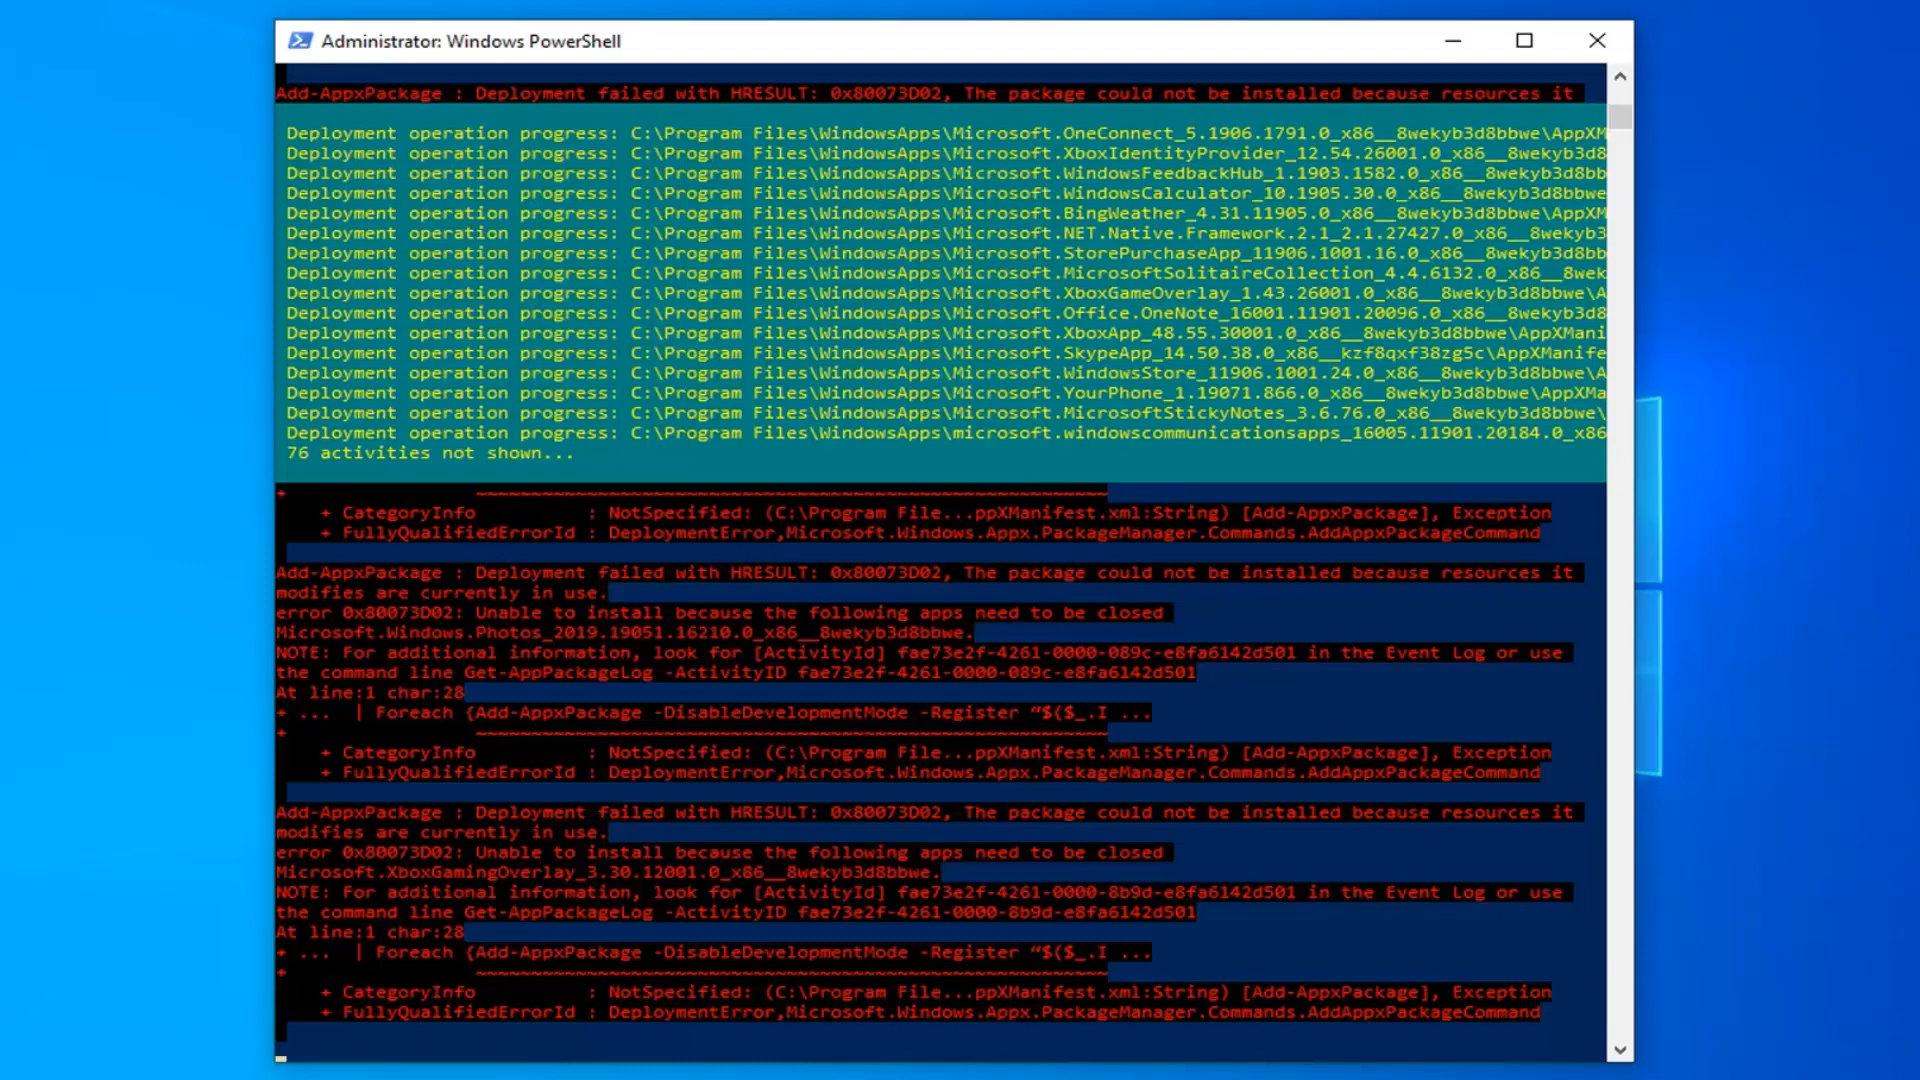 Administrator: Windows PowerShell
Add-AppxPackage : Deployment failed with HRESULT: 0x80073D02, The package could not be installed because resources it
Deployment operation progress: C:\Program Files\WindowsApps\Microsoft.OneConnect_5.1906.1791.0_x86__8wekyb3d8bbwe\AppXM
Deployment operation progress: C:\Program Files\WindowsApps\Microsoft.XboxIdentityProvider_12.54.26001.0_x86__8wekyb3d8
Deployment operation progress: C:\Program Files\WindowsApps\Microsoft.WindowsFeedbackHub_1.1903.1582.0_x86__8wekyb3d8bb
Deployment operation progress: C:\Program Files\WindowsApps\Microsoft.WindowsCalculator_10.1905.30.0_x86__8wekyb3d8bbwe
Deployment operation progress: C:\Program Files\WindowsApps\Microsoft.BingWeather_4.31.11905.0_x86__8wekyb3d8bbwe\AppXM
Deployment operation progress: C:\Program Files\WindowsApps\Microsoft.NET.Native.Framework.2.1_2.1.27427.0_x86__8wekyb3
Deployment operation progress: C:\Program Files\WindowsApps\Microsoft.StorePurchaseApp_11906.1001.16.0_x86__8wekyb3d8bb
Deployment operation progress: C:\Program Files\WindowsApps\Microsoft.MicrosoftSolitaireCollection_4.4.6132.0_x86__8wek
Deployment operation progress: C:\Program Files\WindowsApps\Microsoft.XboxGameOverlay_1.43.26001.0_x86__8wekyb3d8bbwe\A
Deployment operation progress: C:\Program Files\WindowsApps\Microsoft.Office.OneNote_16001.11901.20096.0_x86__8wekyb3d8
Deployment operation progress: C:\Program Files\WindowsApps\Microsoft.XboxApp_48.55.30001.0_x86__8wekyb3d8bbwe\AppXMani
Deployment operation progress: C:\Program Files\WindowsApps\Microsoft.SkypeApp_14.50.38.0_x86__kzf8qxf38zg5c\AppXManife
Deployment operation progress: C:\Program Files\WindowsApps\Microsoft.WindowsStore_11906.1001.24.0_x86__8wekyb3d8bbwe\A
Deployment operation progress: C:\Program Files\WindowsApps\Microsoft.YourPhone_1.19071.866.0_x86__8wekyb3d8bbwe\AppXMa
Deployment operation progress: C:\Program Files\WindowsApps\Microsoft.MicrosoftStickyNotes_3.6.76.0_x86__8wekyb3d8bbwe\
Deployment operation progress: C:\Program Files\WindowsApps\microsoft.windowscommunicationsapps_16005.11901.20184.0_x86
76 activities not shown...
+ ~~~~~~~~~~~~~~~~~~~~~~~~~~~~~~~~~~~~~~~~~~~~~~~~~~~~~~~~~
+ CategoryInfo : NotSpecified: (C:\Program File...ppXManifest.xml:String) [Add-AppxPackage], Exception
+ FullyQualifiedErrorId : DeploymentError,Microsoft.Windows.Appx.PackageManager.Commands.AddAppxPackageCommand
Add-AppxPackage : Deployment failed with HRESULT: 0x80073D02, The package could not be installed because resources it
modifies are currently in use.
error 0x80073D02: Unable to install because the following apps need to be closed
Microsoft.Windows.Photos_2019.19051.16210.0_x86__8wekyb3d8bbwe.
NOTE: For additional information, look for [ActivityId] fae73e2f-4261-0000-089c-e8fa6142d501 in the Event Log or use
the command line Get-AppPackageLog -ActivityID fae73e2f-4261-0000-089c-e8fa6142d501
At line:1 char:28
+ ... | Foreach {Add-AppxPackage -DisableDevelopmentMode -Register “$($_.I ...
+ ~~~~~~~~~~~~~~~~~~~~~~~~~~~~~~~~~~~~~~~~~~~~~~~~~~~~~~~~~
+ CategoryInfo : NotSpecified: (C:\Program File...ppXManifest.xml:String) [Add-AppxPackage], Exception
+ FullyQualifiedErrorId : DeploymentError,Microsoft.Windows.Appx.PackageManager.Commands.AddAppxPackageCommand
Add-AppxPackage : Deployment failed with HRESULT: 0x80073D02, The package could not be installed because resources it
modifies are currently in use.
error 0x80073D02: Unable to install because the following apps need to be closed
Microsoft.XboxGamingOverlay_3.30.12001.0_x86__8wekyb3d8bbwe.
NOTE: For additional information, look for [ActivityId] fae73e2f-4261-0000-8b9d-e8fa6142d501 in the Event Log or use
the command line Get-AppPackageLog -ActivityID fae73e2f-4261-0000-8b9d-e8fa6142d501
At line:1 char:28
+ ... | Foreach {Add-AppxPackage -DisableDevelopmentMode -Register “$($_.I ...
+ ~~~~~~~~~~~~~~~~~~~~~~~~~~~~~~~~~~~~~~~~~~~~~~~~~~~~~~~~~
+ CategoryInfo : NotSpecified: (C:\Program File...ppXManifest.xml:String) [Add-AppxPackage], Exception
+ FullyQualifiedErrorId : DeploymentError,Microsoft.Windows.Appx.PackageManager.Commands.AddAppxPackageCommand